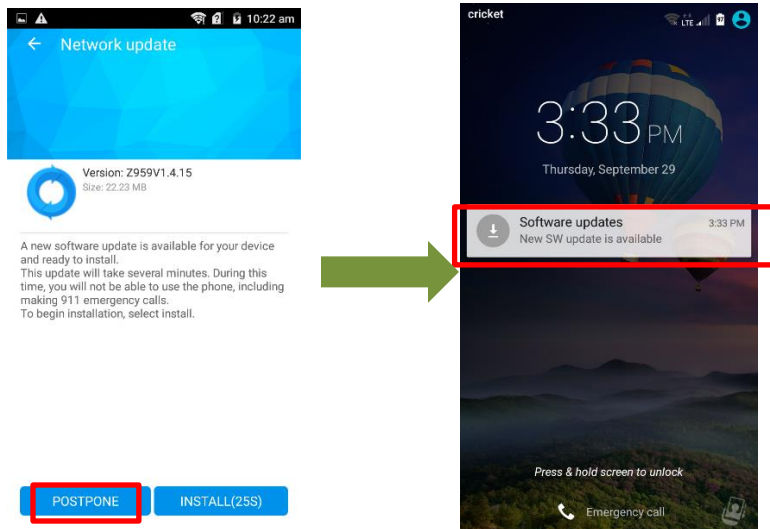 10:22 am
Network update
Version: Z959V1.4.15
Size: 22.23 MB
A new software update is available for your device
and ready to install.
This update will take several minutes. During this
time, you will not be able to use the phone, including
making 911 emergency calls.
To begin installation, select install.
POSTPONE
INSTALL(25S)
cricket
LTE
97
3:33 PM
Thursday, September 29
Software updates
3:33 PM
New SW update is available
Press & hold screen to unlock
Emergency call